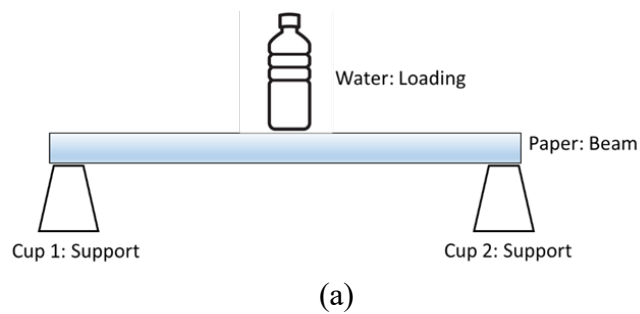 Water: Loading
Paper: Beam
Cup 1: Support
Cup 2: Support
(a)